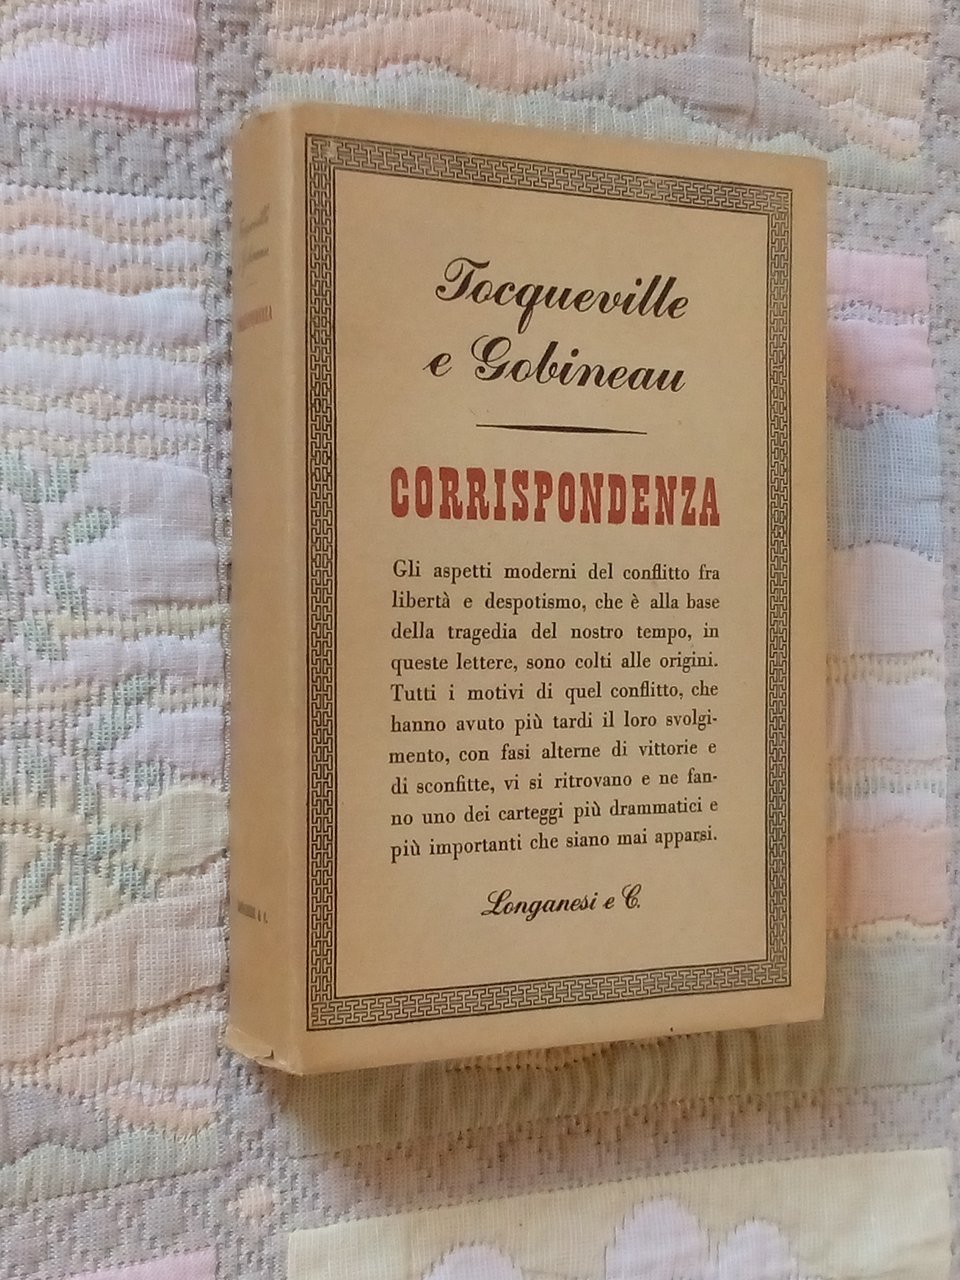 Tocqueville
e Gobineau
CORRISPONDENZA
Gli aspetti moderni del conflitto fra
libertà e despotismo, che è alla base
della tragedia del nostro tempo, in
queste lettere, sono colti alle origini.
Tutti i motivi di quel conflitto, che
hanno avuto più tardi il loro svolgi-
mento, con fasi alterne di vittorie e
di sconfitte, vi si ritrovano e ne fan-
no uno dei carteggi più drammatici e
più importanti che siano mai apparsi.
Longanesi e C.